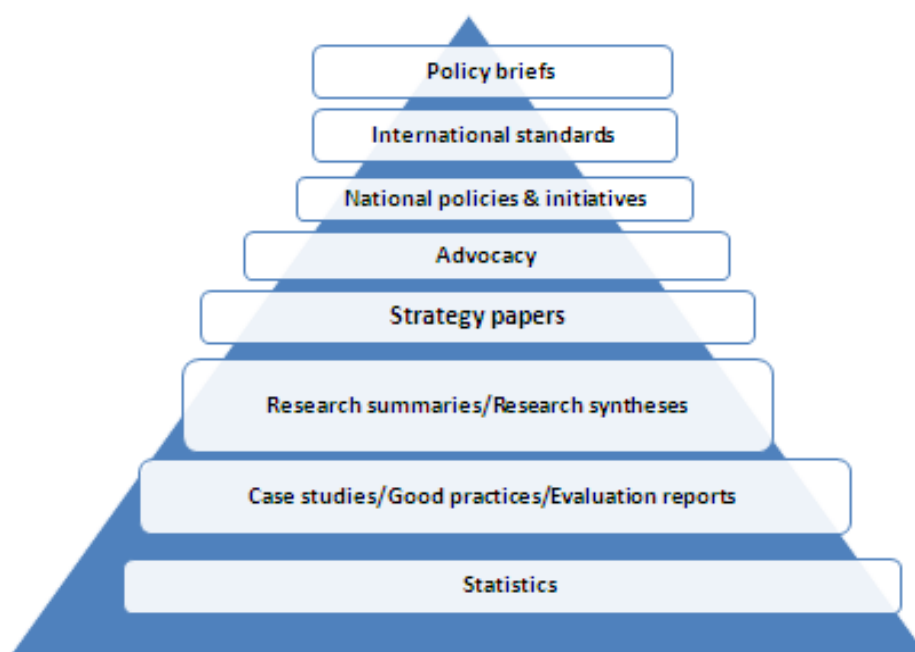 Policy briefs
International standards
National policies & initiatives
Advocacy
Strategy papers
Research summaries/Research syntheses
Case studies/Good practices/Evaluation reports
Statistics